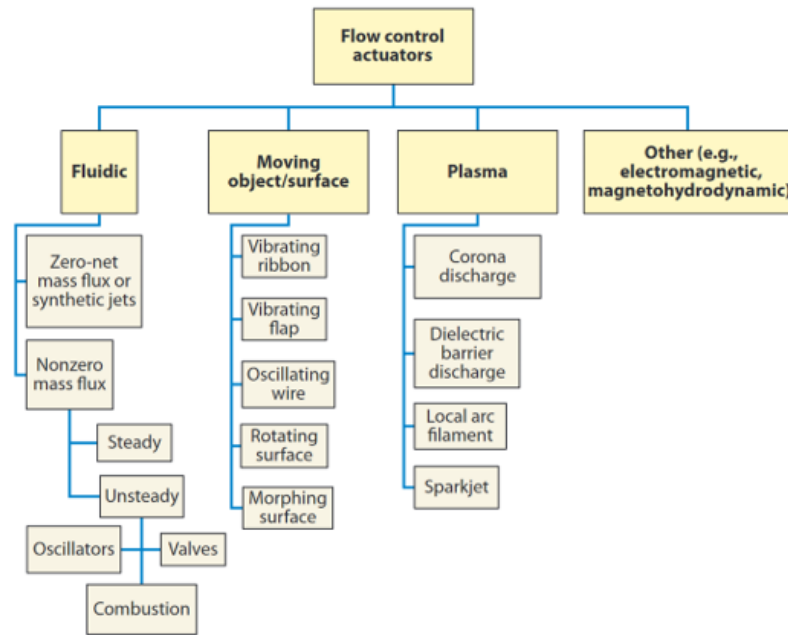 Flow control
actuators
Fluidic
Moving
object/surface
Plasma
Other (e.g.,
electromagnetic,
magnetohydrodynamic)
Zero-net
mass flux or
synthetic jets
Nonzero
mass flux
Steady
Unsteady
Oscillators
Valves
Combustion
Vibrating
ribbon
Vibrating
flap
Oscillating
wire
Rotating
surface
Morphing
surface
Corona
discharge
Dielectric
barrier
discharge
Local arc
filament
Sparkjet